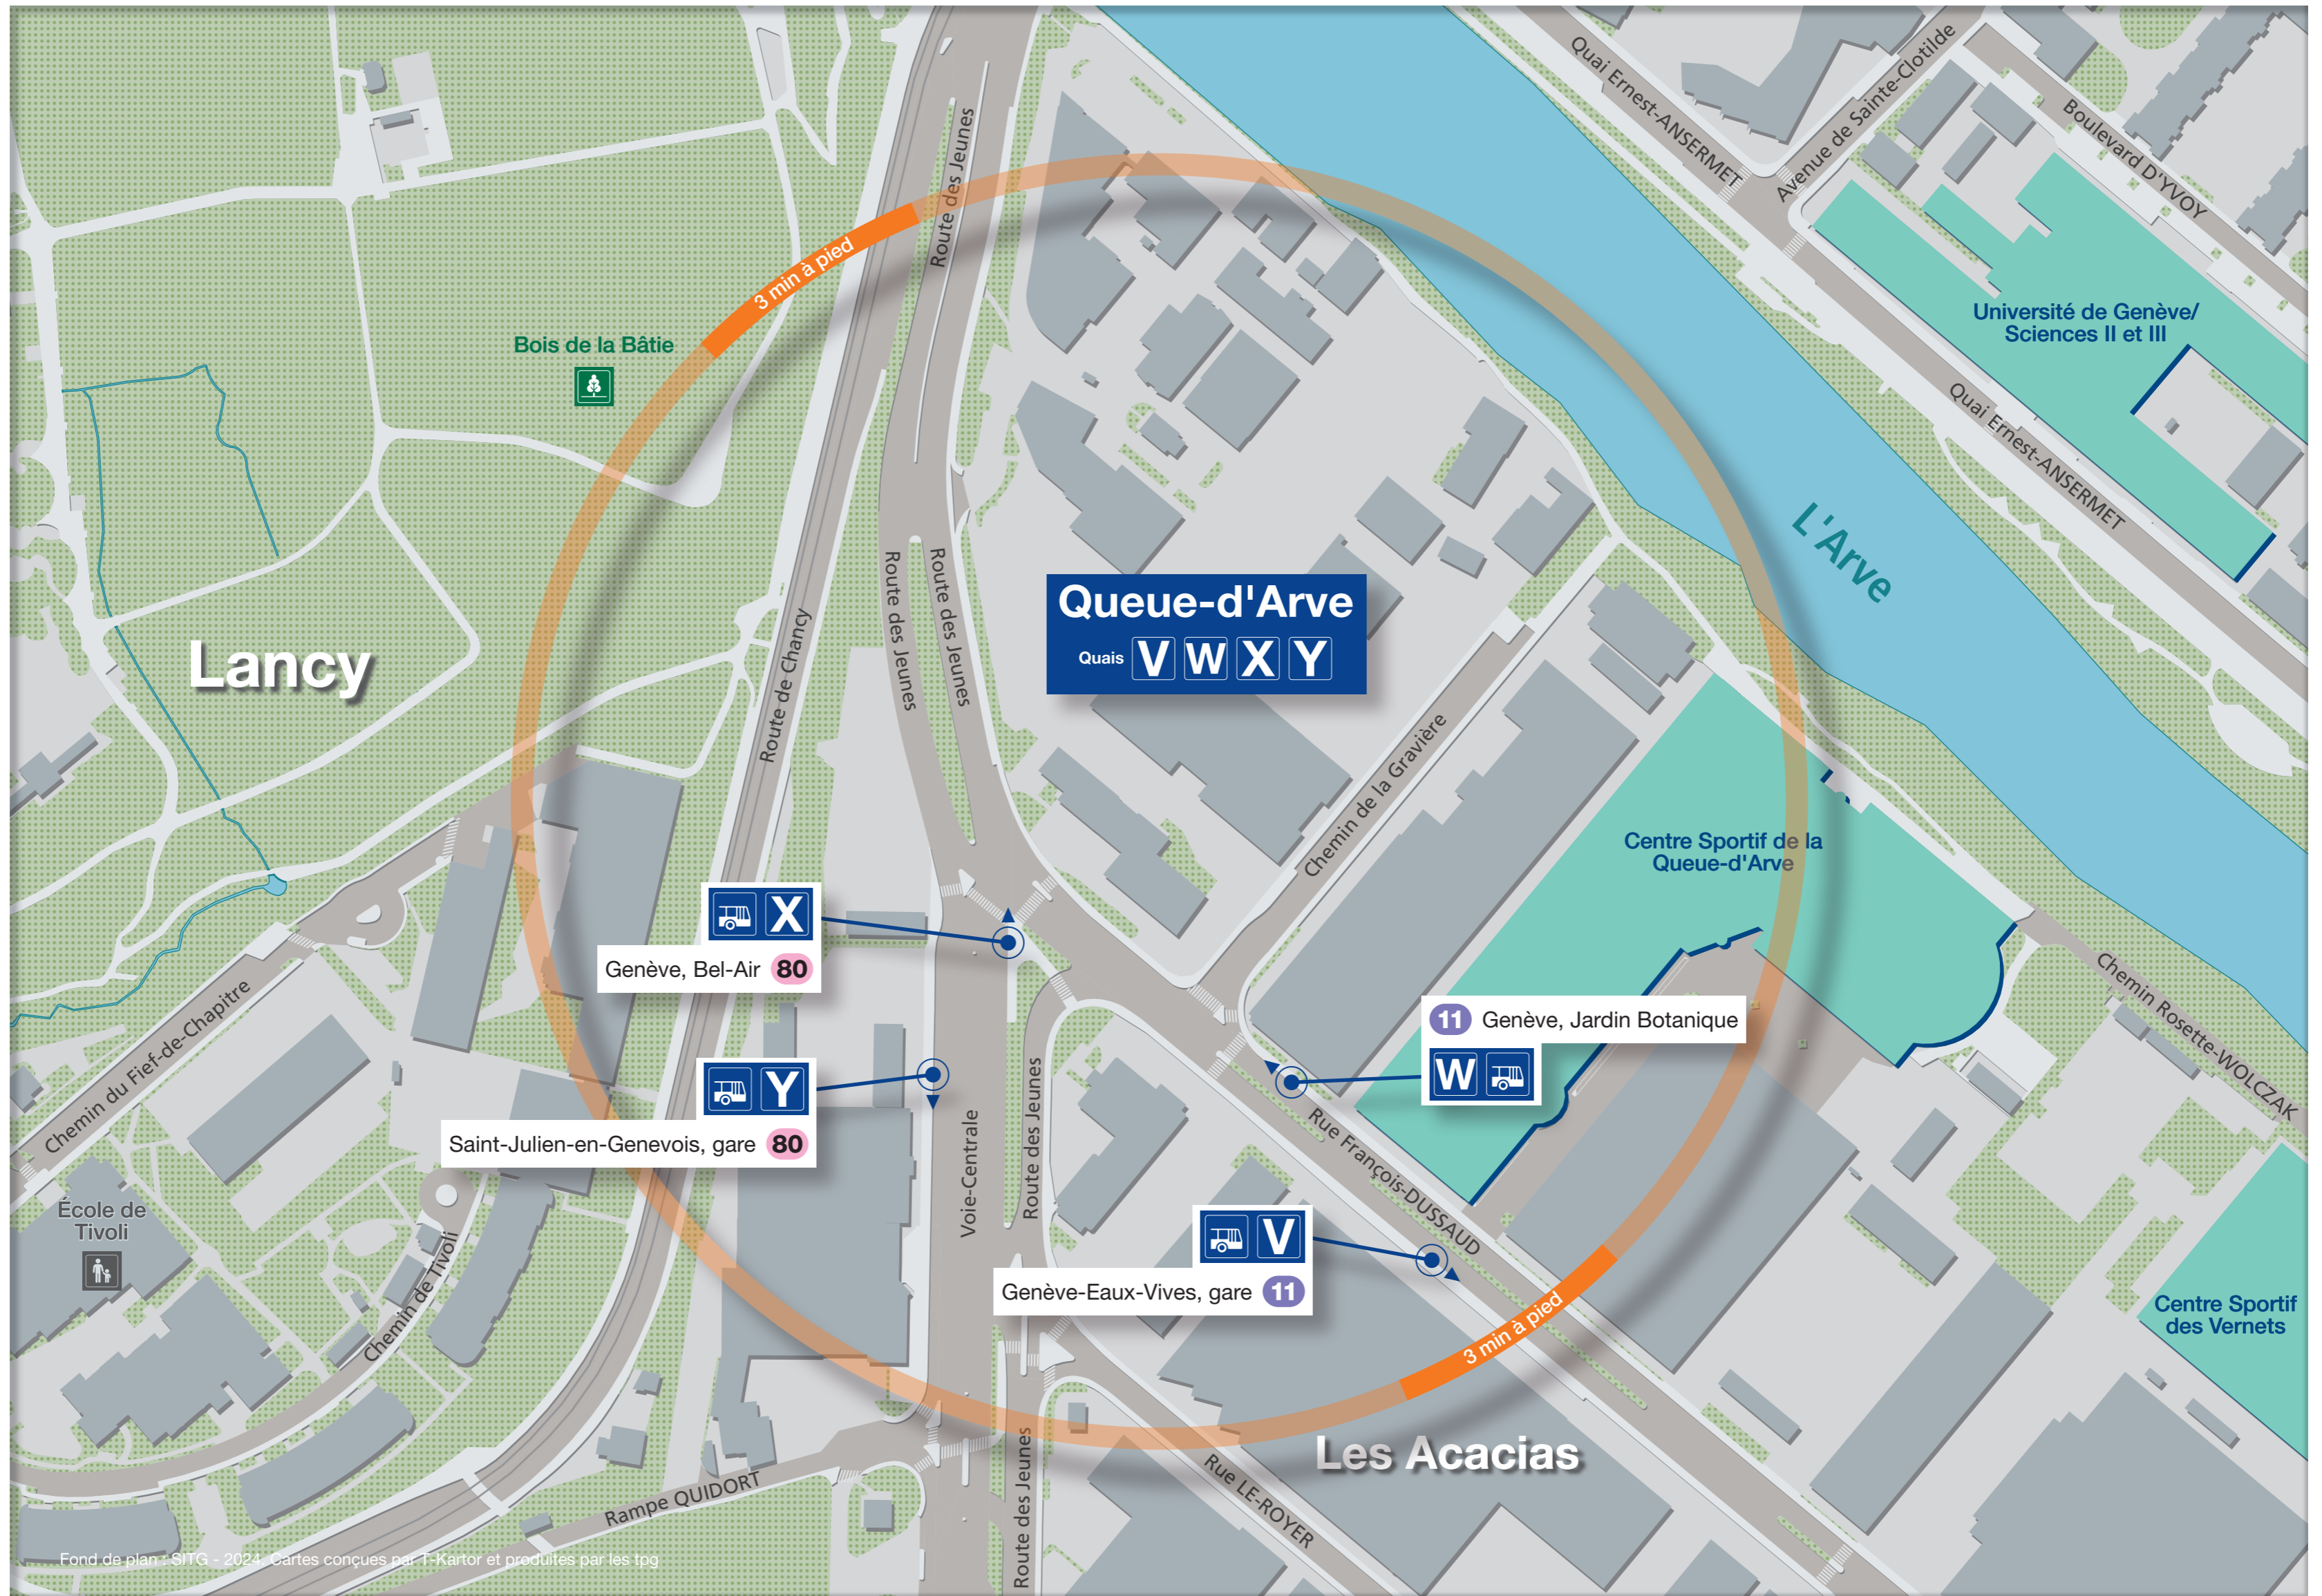 Quai Ernest-ANSERMET
Avenue de Sainte-Clotilde
Boulevard D'YVOY
Route des Jeunes
3 min à pied
Université de Genève/
Sciences II et III
Bois de la Bâtie
Quai Ernest-ANSERMET
L'Arve
Route des Jeunes
Route des Jeunes
Queue-d'Arve
Quais V W X Y
Lancy
Route de Chancy
Chemin de la Gravière
Centre Sportif de la
Queue-d'Arve
X
Genève, Bel-Air 80
Chemin du Fief-de-Chapitre
11 Genève, Jardin Botanique
W
Chemin Rosette-WOLCZAK
Y
Saint-Julien-en-Genevois, gare 80
Voie-Centrale
Route des Jeunes
Rue François-DUSSAUD
École de
Tivoli
Chemin de Tivoli
V
Genève-Eaux-Vives, gare 11
Centre Sportif
des Vernets
3 min à pied
Les Acacias
Rampe QUIDORT
Route des Jeunes
Rue LE-ROYER
Fond de plan : SITG - 2024. Cartes conçues par T-Kartor et produites par les tpg